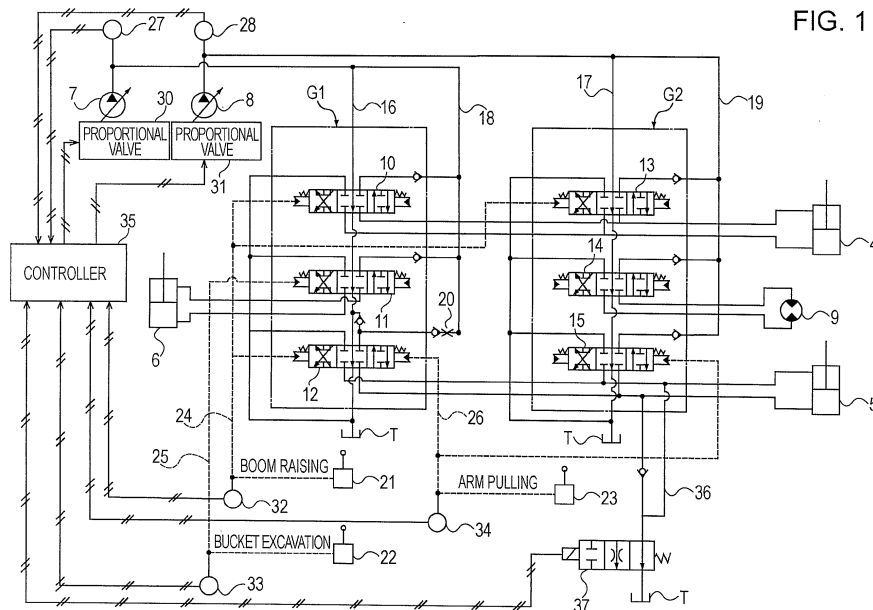 FIG. 1
27
28
7
30
8
PROPORTIONAL
VALVE
PROPORTIONAL
VALVE
31
G1
16
18
17
G2
19
10
13
35
CONTROLLER
14
4
20
6
11
9
15
12
24
26
5
25
T
T
BOOM RAISING
21
ARM PULLING
23
36
32
34
BUCKET EXCAVATION
22
33
37
T